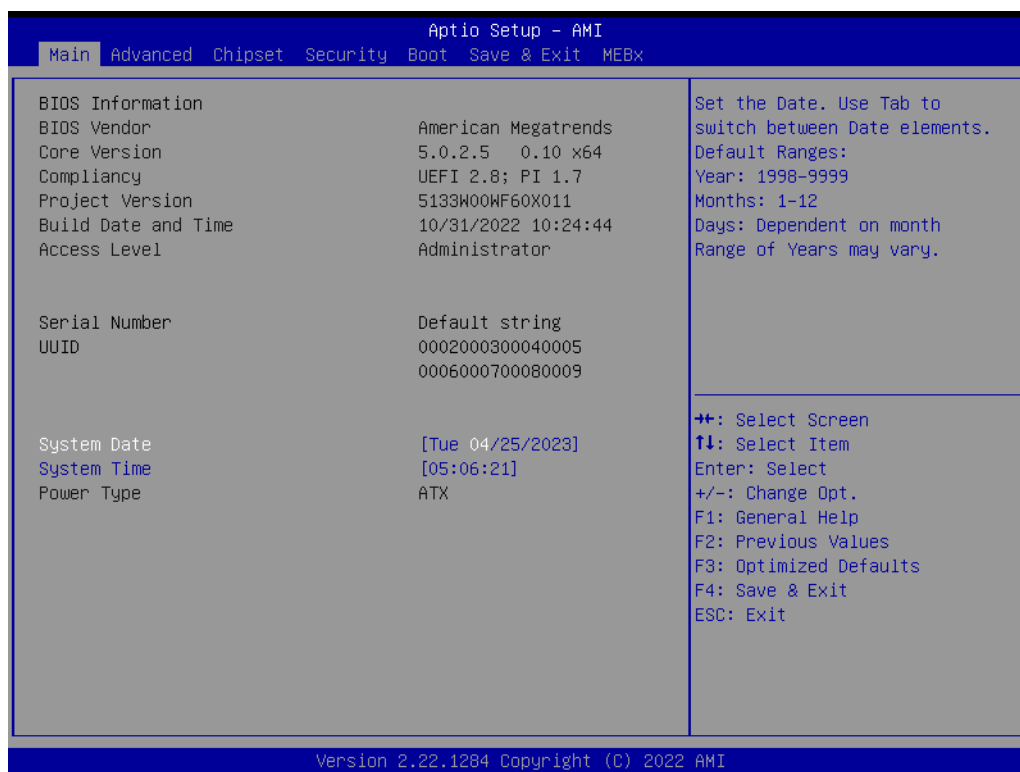 Aptio Setup – AMI
Main Advanced Chipset Security Boot Save & Exit MEBx
BIOS Information
BIOS Vendor American Megatrends
Core Version 5.0.2.5 0.10 x64
Compliancy UEFI 2.8; PI 1.7
Project Version 5133W00WF60X011
Build Date and Time 10/31/2022 10:24:44
Access Level Administrator
Serial Number Default string
UUID 0002000300040005
0006000700080009
System Date [Tue 04/25/2023]
System Time [05:06:21]
Power Type ATX
Set the Date. Use Tab to
switch between Date elements.
Default Ranges:
Year: 1998-9999
Months: 1-12
Days: Dependent on month
Range of Years may vary.
→←: Select Screen
↑↓: Select Item
Enter: Select
+/-: Change Opt.
F1: General Help
F2: Previous Values
F3: Optimized Defaults
F4: Save & Exit
ESC: Exit
Version 2.22.1284 Copyright (C) 2022 AMI